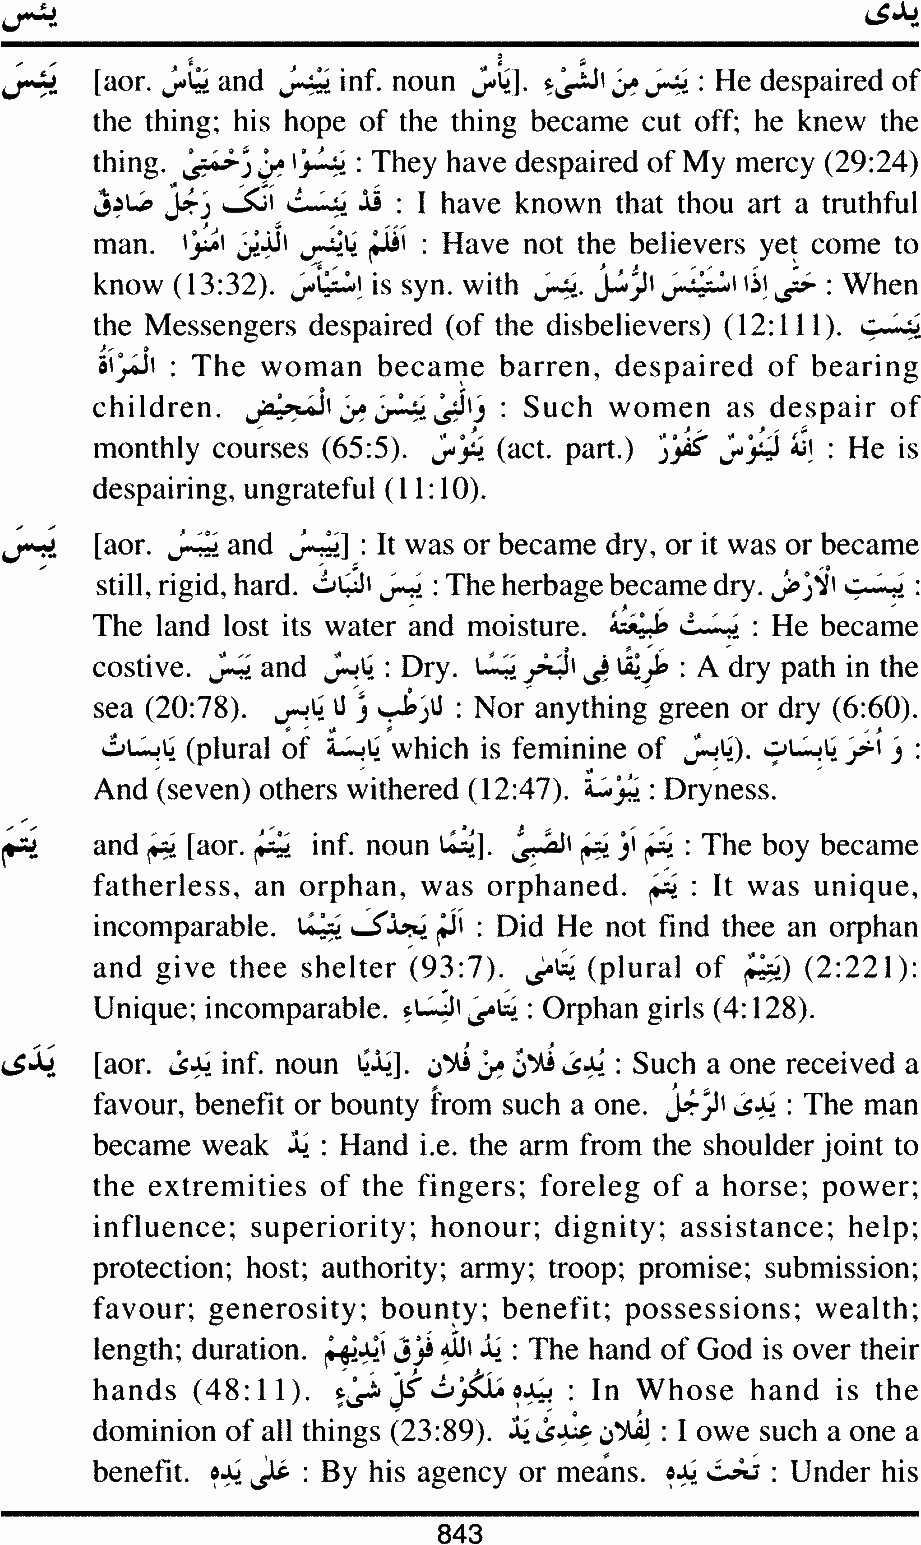 يئس يدى
يَئِسَ [aor. يَيْأَسُ and يَيْئِسُ inf. noun يَأْسٌ]. يَئِسَ مِنَ الشَّيْءِ : He despaired of
the thing; his hope of the thing became cut off; he knew the
thing. يَئِسُوْا مِنْ رَّحْمَتِيْ : They have despaired of My mercy (29:24)
قَدْ يَئِسْتُ اَنَّکَ رَجُلٌ صَادِقٌ : I have known that thou art a truthful
man. اَفَلَمْ يَايْئَسِ الَّذِيْنَ اٰمَنُوْا : Have not the believers yet come to
know (13:32). اِسْتَيْأَسَ is syn. with يَئِسَ. حَتّٰى اِذَا اسْتَيْئَسَ الرُّسُلُ : When
the Messengers despaired (of the disbelievers) (12:111). يَئِسَتِ
الْمَرْاَةُ : The woman became barren, despaired of bearing
children. وَالّٰئِيْ يَئِسْنَ مِنَ الْمَحِيْضِ : Such women as despair of
monthly courses (65:5). يَئُوْسٌ (act. part.) اِنَّهٗ لَيَئُوْسٌ كَفُوْرٌ : He is
despairing, ungrateful (11:10).
يَبِسَ [aor. يَيْبَسُ and يَيْبِسُ] : It was or became dry, or it was or became
still, rigid, hard. يَبِسَ النَّبَاتُ : The herbage became dry. يَبِسَتِ الْاَرْضُ :
The land lost its water and moisture. يَبِسَتْ طَبِيْعَتُهٗ : He became
costive. يَبَسٌ and يَابِسٌ : Dry. طَرِيْقًا فِى الْبَحْرِ يَبَسًا : A dry path in the
sea (20:78). لَارَطْبٍ وَّ لَا يَابِسٍ : Nor anything green or dry (6:60).
يَابِسَاتٌ (plural of يَابِسَةٌ which is feminine of يَابِسٌ). وَ اُخَرَ يَابِسَاتٍ :
And (seven) others withered (12:47). يَبُوْسَةٌ : Dryness.
يَتَمَ and يَتِمَ [aor. يَيْتَمُ inf. noun يَتْمًا]. يَتَمَ اَوْ يَتِمَ الصَّبِىُّ : The boy became
fatherless, an orphan, was orphaned. يَتِمَ : It was unique,
incomparable. اَلَمْ يَجِدْکَ يَتِيْمًا : Did He not find thee an orphan
and give thee shelter (93:7). يَتَامٰى (plural of يَتِيْمٌ) (2:221):
Unique; incomparable. يَتَامَى النِّسَاءِ : Orphan girls (4:128).
يَدَى [aor. يَدِىْ inf. noun يَدْيًا]. يُدِىَ فُلَانٌ مِنْ فُلَانٍ : Such a one received a
favour, benefit or bounty from such a one. يَدِىَ الرَّجُلُ : The man
became weak يَدٌ : Hand i.e. the arm from the shoulder joint to
the extremities of the fingers; foreleg of a horse; power;
influence; superiority; honour; dignity; assistance; help;
protection; host; authority; army; troop; promise; submission;
favour; generosity; bounty; benefit; possessions; wealth;
length; duration. يَدُ اللّٰهِ فَوْقَ اَيْدِيْهِمْ : The hand of God is over their
hands (48:11). بِيَدِهٖ مَلَكُوْتُ كُلِّ شَيْءٍ : In Whose hand is the
dominion of all things (23:89). لِفُلَانٍ عِنْدِىْ يَدٌ : I owe such a one a
benefit. عَلٰى يَدِهٖ : By his agency or means. تَحْتَ يَدِهٖ : Under his
843